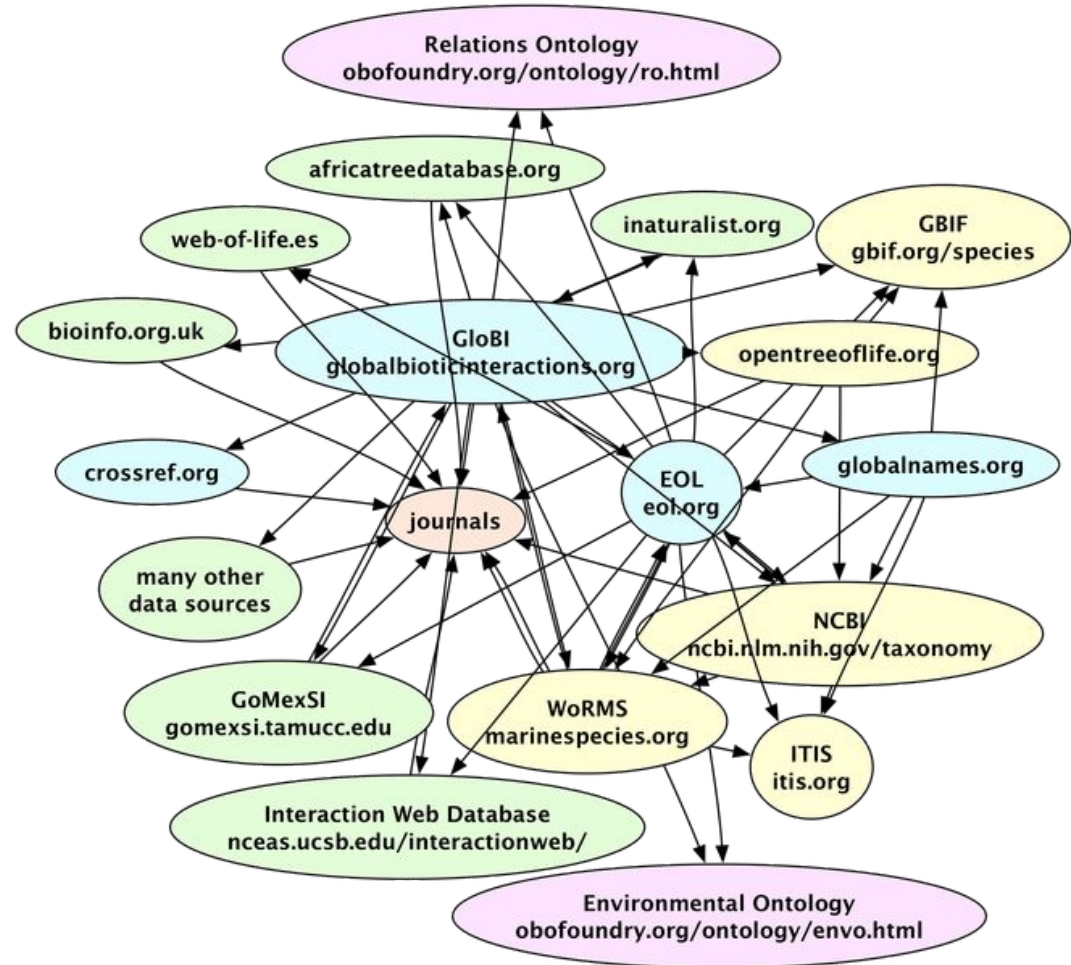 Relations Ontology
obofoundry.org/ontology/ro.html
africatreedatabase.org
inaturalist.org
GBIF
gbif.org/species
web-of-life.es
bioinfo.org.uk
GloBI
globalbioticinteractions.org
opentreeoflife.org
crossref.org
EOL
eol.org
globalnames.org
journals
many other
data sources
NCBI
ncbi.nlm.nih.gov/taxonomy
GoMexSI
gomexsi.tamucc.edu
WoRMS
marinespecies.org
ITIS
itis.org
Interaction Web Database
nceas.ucsb.edu/interactionweb/
Environmental Ontology
obofoundry.org/ontology/envo.html